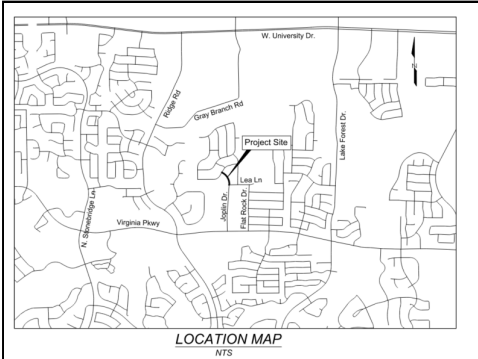 W. University Dr.
N
Ridge Rd
Gray Branch Rd
Lake Forest Dr.
Project Site
Lea Ln
N. Stonebridge Ln
Joplin Dr.
Flat Rock Dr.
Virginia Pkwy
LOCATION MAP
NTS